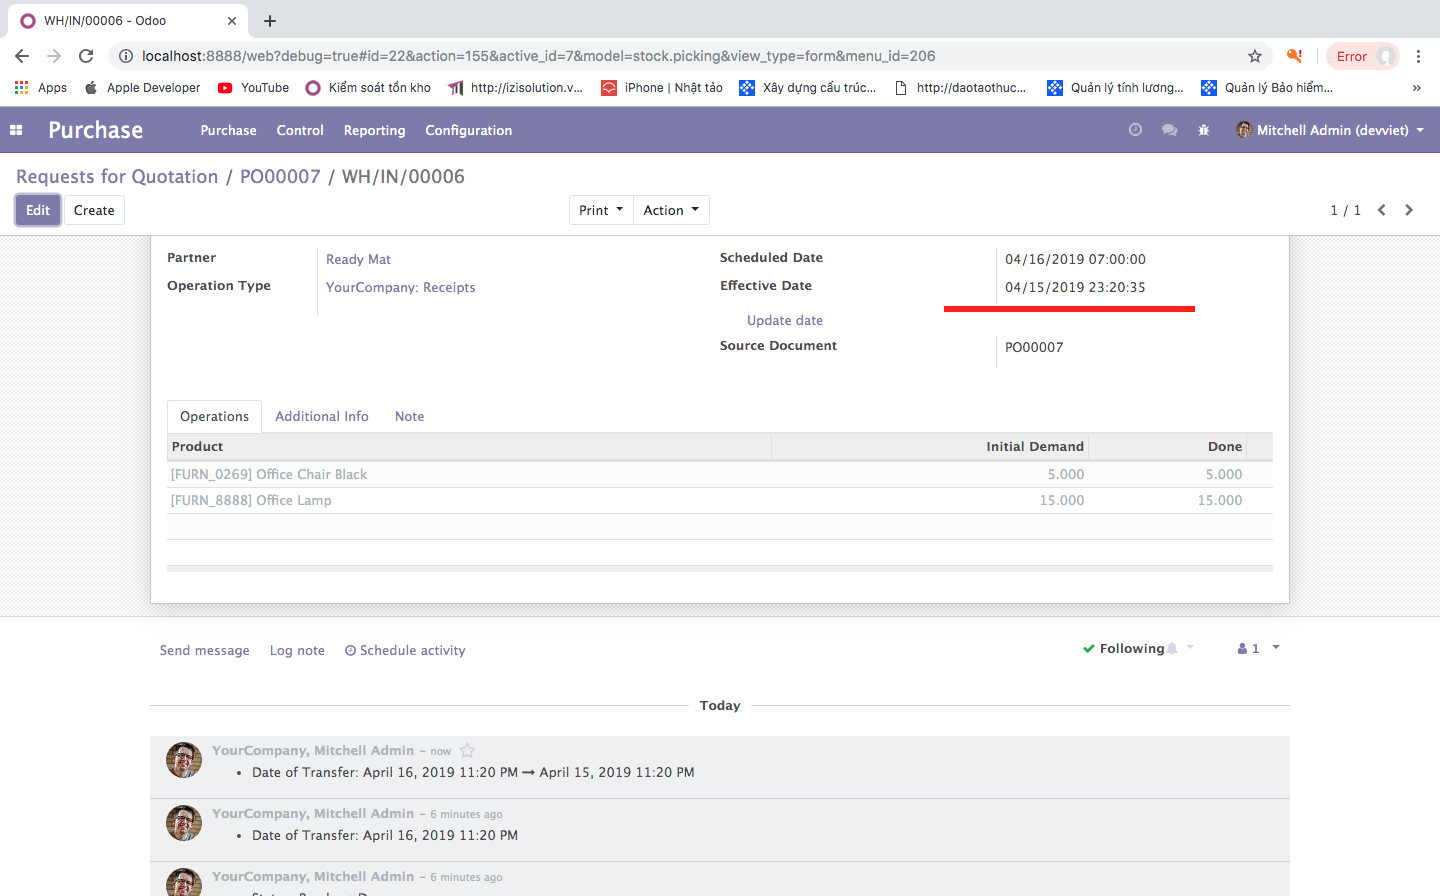 WH/IN/00006 - Odoo
localhost:8888/web?debug=true#id=22&action=155&active_id=7&model=stock.picking&view_type=form&menu_id=206
Error
Apps
Apple Developer
YouTube
Kiểm soát tồn kho
http://izisolution.v...
iPhone | Nhật tảo
Xây dựng cấu trúc...
http://daotaothuc...
Quản lý tính lương...
Quản lý Bảo hiểm...
Purchase
Purchase
Control
Reporting
Configuration
Mitchell Admin (devviet)
Requests for Quotation / PO00007 / WH/IN/00006
Edit
Create
Print
Action
1 / 1
Partner
Ready Mat
Operation Type
YourCompany: Receipts
Scheduled Date
04/16/2019 07:00:00
Effective Date
04/15/2019 23:20:35
Update date
Source Document
PO00007
Operations
Additional Info
Note
Product
Initial Demand
Done
[FURN_0269] Office Chair Black
5.000
5.000
[FURN_8888] Office Lamp
15.000
15.000
Send message
Log note
Schedule activity
Following
1
Today
YourCompany, Mitchell Admin - now
Date of Transfer: April 16, 2019 11:20 PM → April 15, 2019 11:20 PM
YourCompany, Mitchell Admin - 6 minutes ago
Date of Transfer: April 16, 2019 11:20 PM
YourCompany, Mitchell Admin - 6 minutes ago